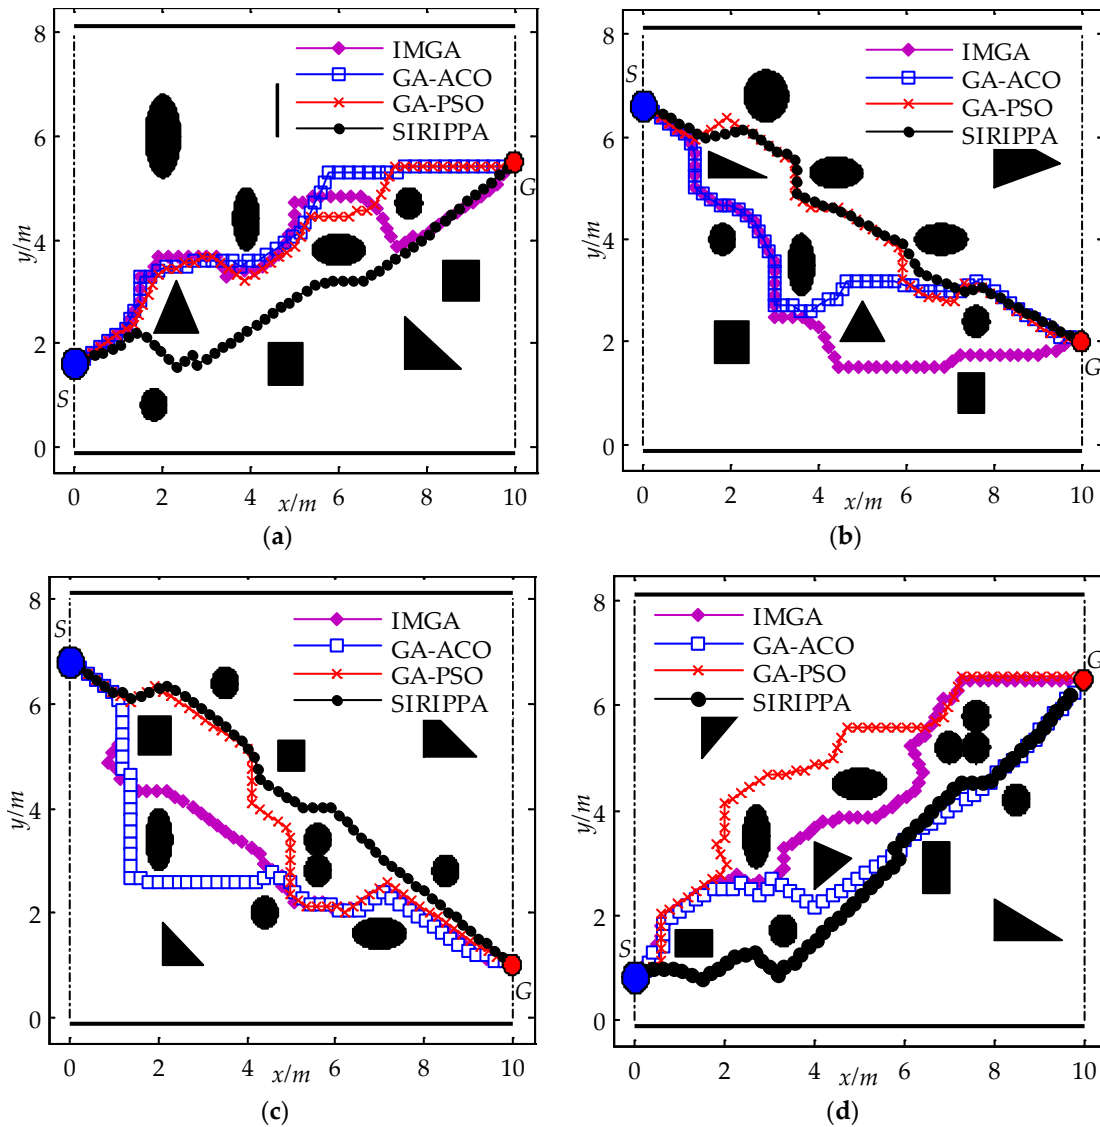 8
6
4
2
0
y/m
S
G
IMGA
GA-ACO
GA-PSO
SIRIPPA
0 2 4 6 8 10
x/m
(a)
8
6
4
2
0
y/m
S
G
IMGA
GA-ACO
GA-PSO
SIRIPPA
0 2 4 6 8 10
x/m
(b)
8
6
4
2
0
y/m
S
G
IMGA
GA-ACO
GA-PSO
SIRIPPA
0 2 4 6 8 10
x/m
(c)
8
6
4
2
0
y/m
S
G
IMGA
GA-ACO
GA-PSO
SIRIPPA
0 2 4 6 8 10
x/m
(d)